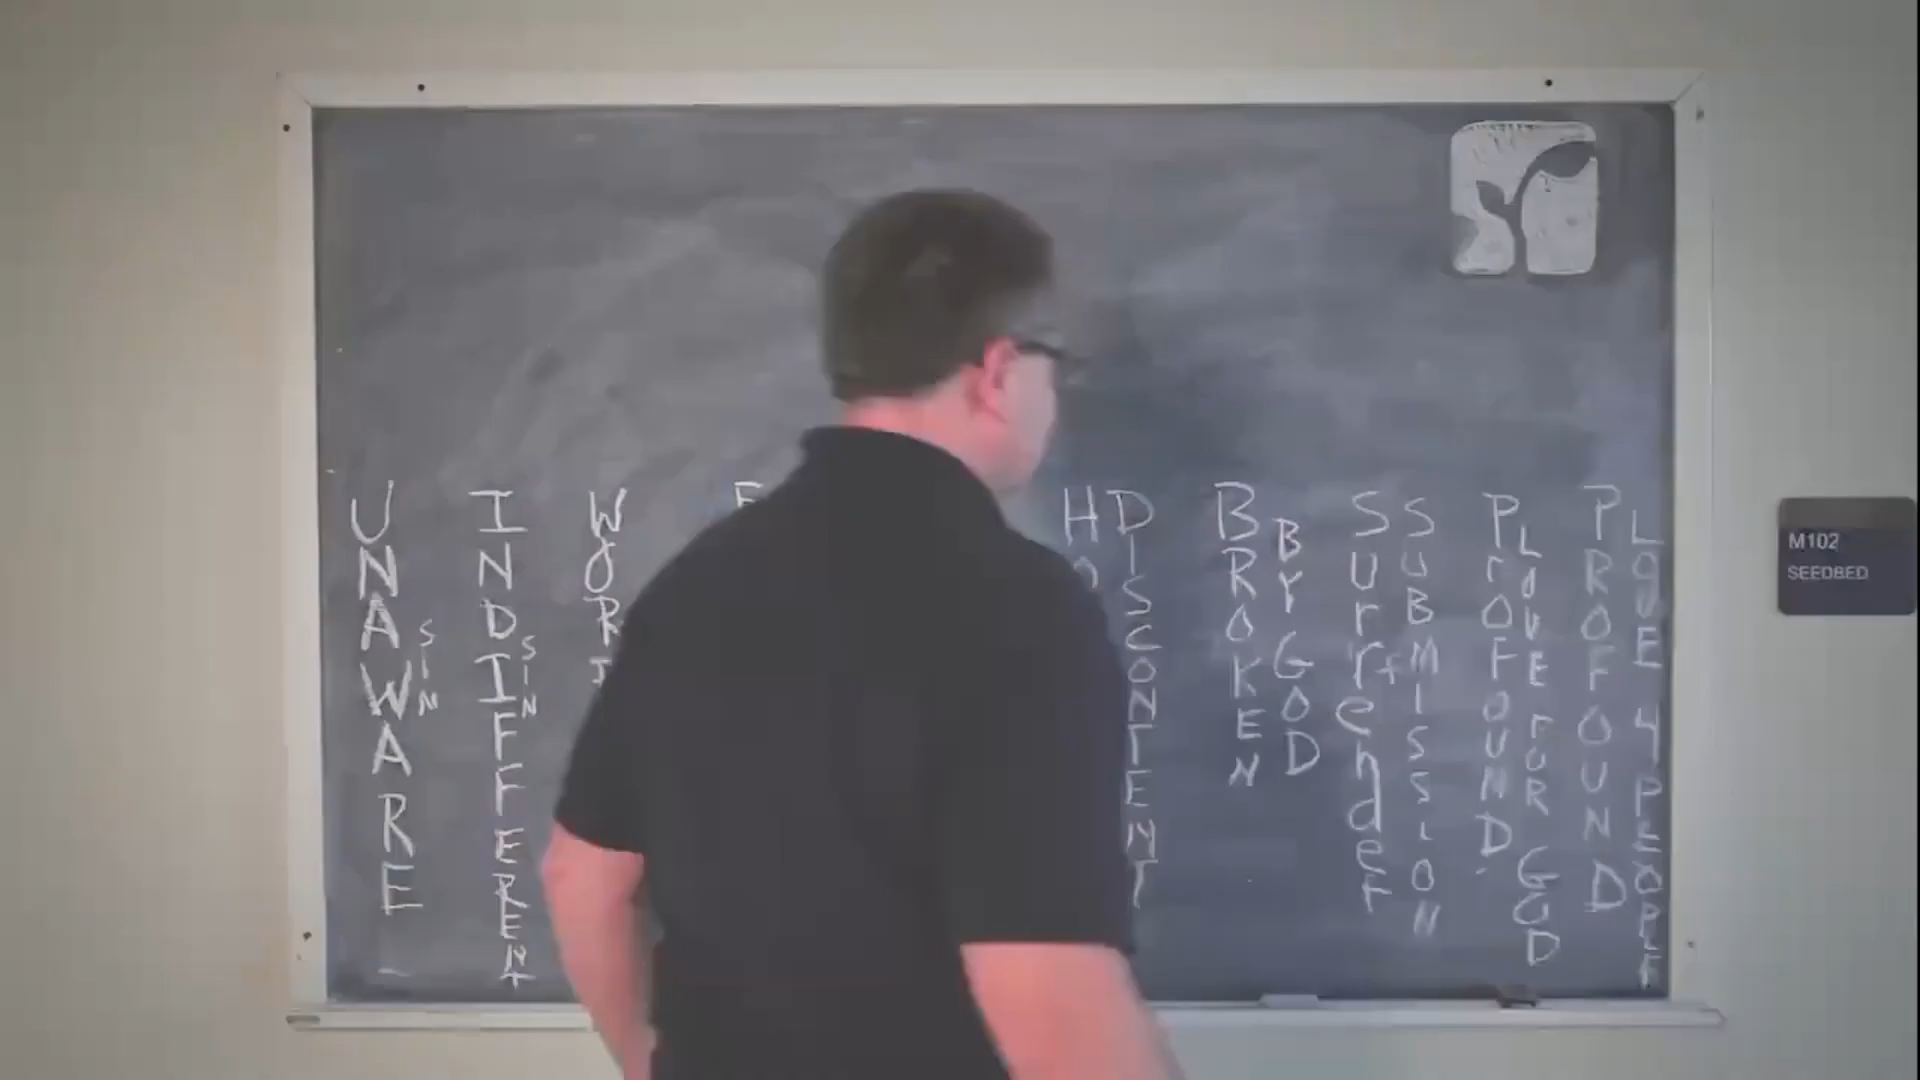 UNAWARE
SIN
INDIFFERENT
SIN
DISCONTENT
BROKEN
BY GOD
Surrender
SUBMISSION
PROFOUND
LOVE FOR GOD
PROFOUND
LOVE 4 PEOPLE
M102
SEEDBED